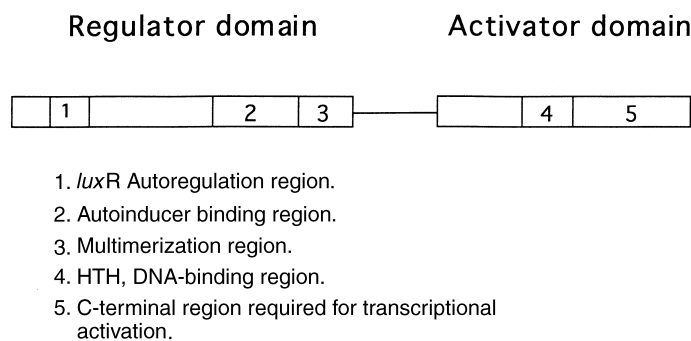 Regulator domain
Activator domain
1 2 3 4 5
1. luxR Autoregulation region.
2. Autoinducer binding region.
3. Multimerization region.
4. HTH, DNA-binding region.
5. C-terminal region required for transcriptional
activation.